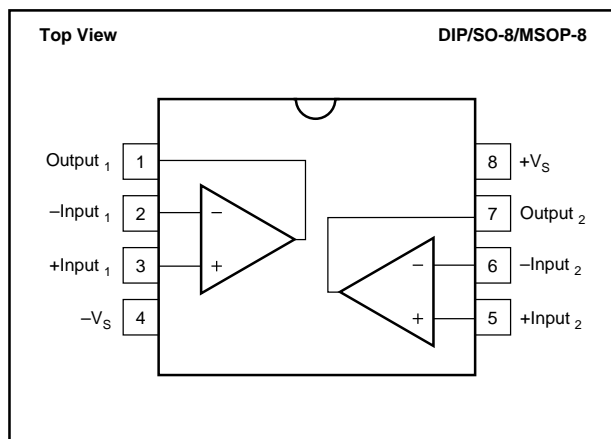 Top View
DIP/SO-8/MSOP-8
Output 1
1
–Input 1
2
+Input 1
3
–VS
4
8
+VS
7
Output 2
6
–Input 2
5
+Input 2
−
+
−
+